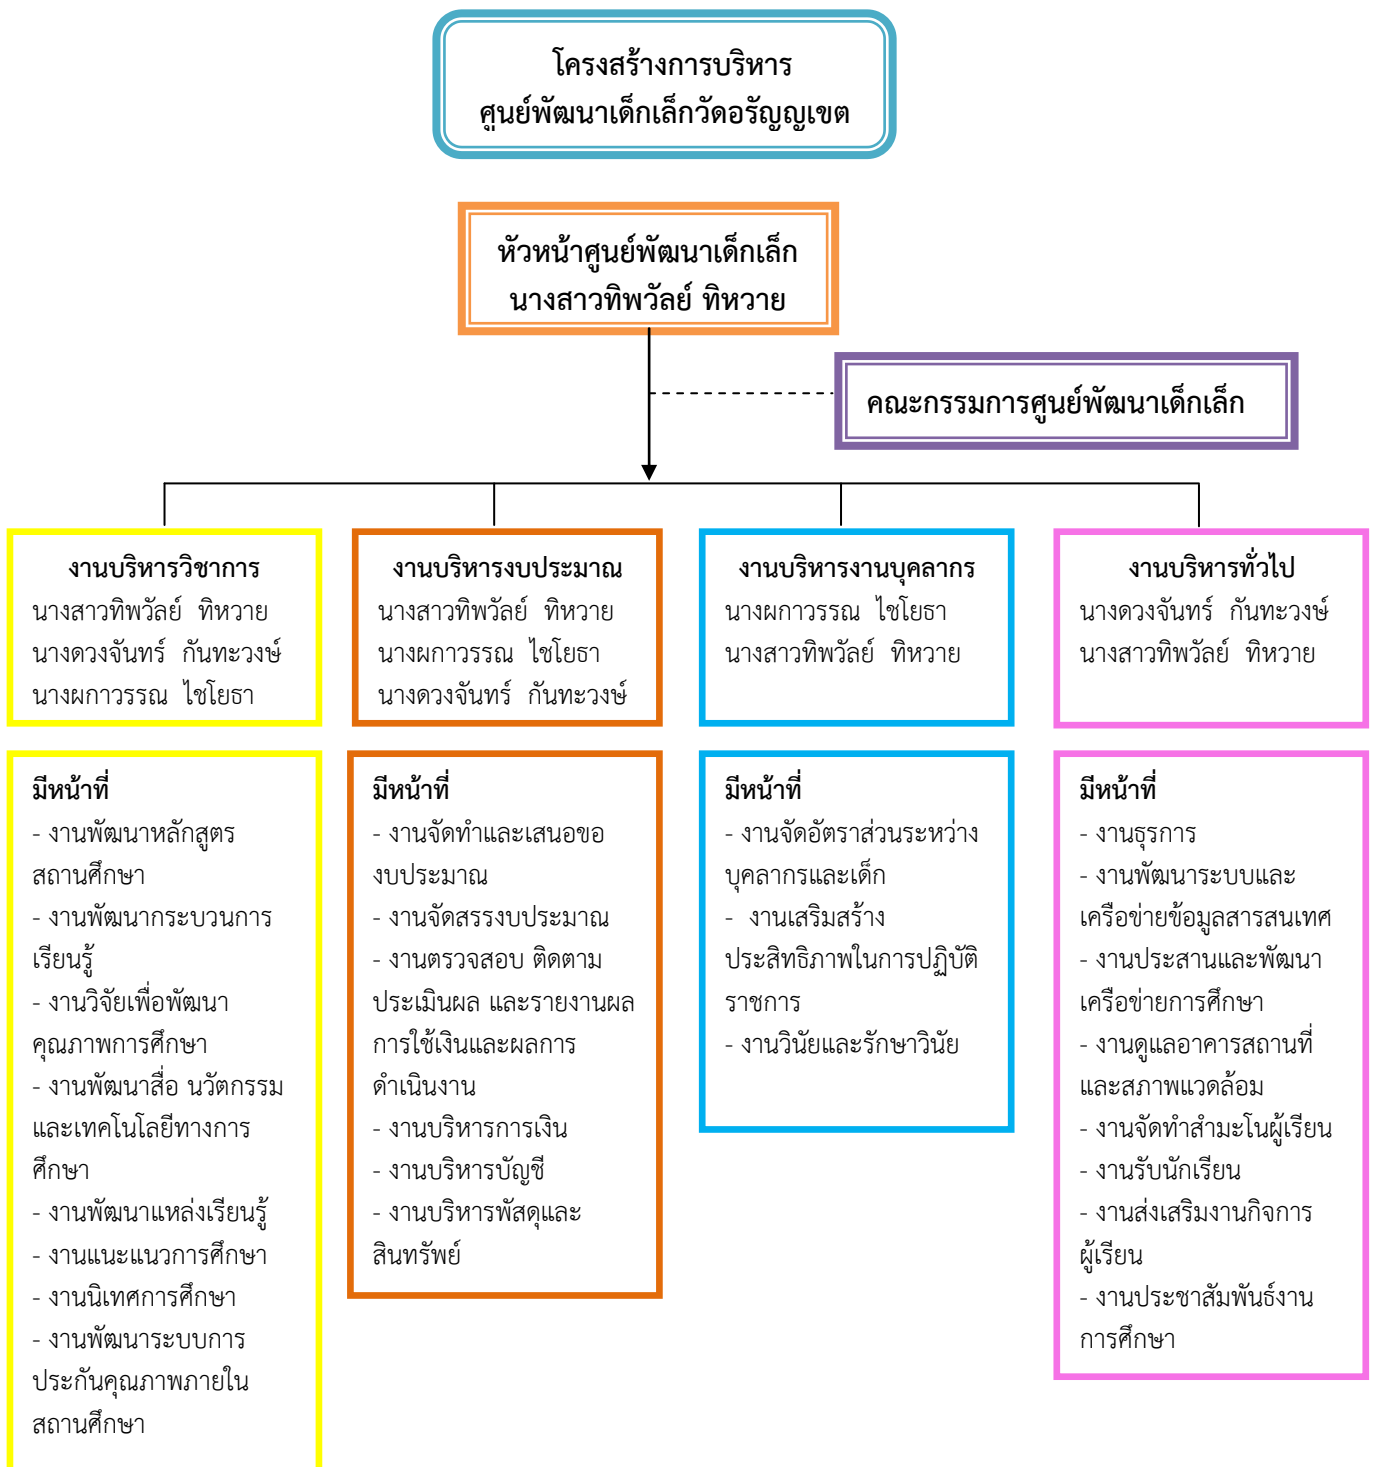 โครงสร้างการบริหาร
ศูนย์พัฒนาเด็กเล็กวัดอรัญญเขต
หัวหน้าศูนย์พัฒนาเด็กเล็ก
นางสาวทิพวัลย์ ทิหวาย
คณะกรรมการศูนย์พัฒนาเด็กเล็ก
งานบริหารวิชาการ
นางสาวทิพวัลย์ ทิหวาย
นางดวงจันทร์ กันทะวงษ์
นางผกาวรรณ ไชโยธา
งานบริหารงบประมาณ
นางสาวทิพวัลย์ ทิหวาย
นางผกาวรรณ ไชโยธา
นางดวงจันทร์ กันทะวงษ์
งานบริหารงานบุคลากร
นางผกาวรรณ ไชโยธา
นางสาวทิพวัลย์ ทิหวาย
งานบริหารทั่วไป
นางดวงจันทร์ กันทะวงษ์
นางสาวทิพวัลย์ ทิหวาย
มีหน้าที่
- งานพัฒนาหลักสูตร
สถานศึกษา
- งานพัฒนากระบวนการ
เรียนรู้
- งานวิจัยเพื่อพัฒนา
คุณภาพการศึกษา
- งานพัฒนาสื่อ นวัตกรรม
และเทคโนโลยีทางการ
ศึกษา
- งานพัฒนาแหล่งเรียนรู้
- งานแนะแนวการศึกษา
- งานนิเทศการศึกษา
- งานพัฒนาระบบการ
ประกันคุณภาพภายใน
สถานศึกษา
มีหน้าที่
- งานจัดทำและเสนอขอ
งบประมาณ
- งานจัดสรรงบประมาณ
- งานตรวจสอบ ติดตาม
ประเมินผล และรายงานผล
การใช้เงินและผลการ
ดำเนินงาน
- งานบริหารการเงิน
- งานบริหารบัญชี
- งานบริหารพัสดุและ
สินทรัพย์
มีหน้าที่
- งานจัดอัตราส่วนระหว่าง
บุคลากรและเด็ก
- งานเสริมสร้าง
ประสิทธิภาพในการปฏิบัติ
ราชการ
- งานวินัยและรักษาวินัย
มีหน้าที่
- งานธุรการ
- งานพัฒนาระบบและ
เครือข่ายข้อมูลสารสนเทศ
- งานประสานและพัฒนา
เครือข่ายการศึกษา
- งานดูแลอาคารสถานที่
และสภาพแวดล้อม
- งานจัดทำสำมะโนผู้เรียน
- งานรับนักเรียน
- งานส่งเสริมงานกิจการ
ผู้เรียน
- งานประชาสัมพันธ์งาน
การศึกษา